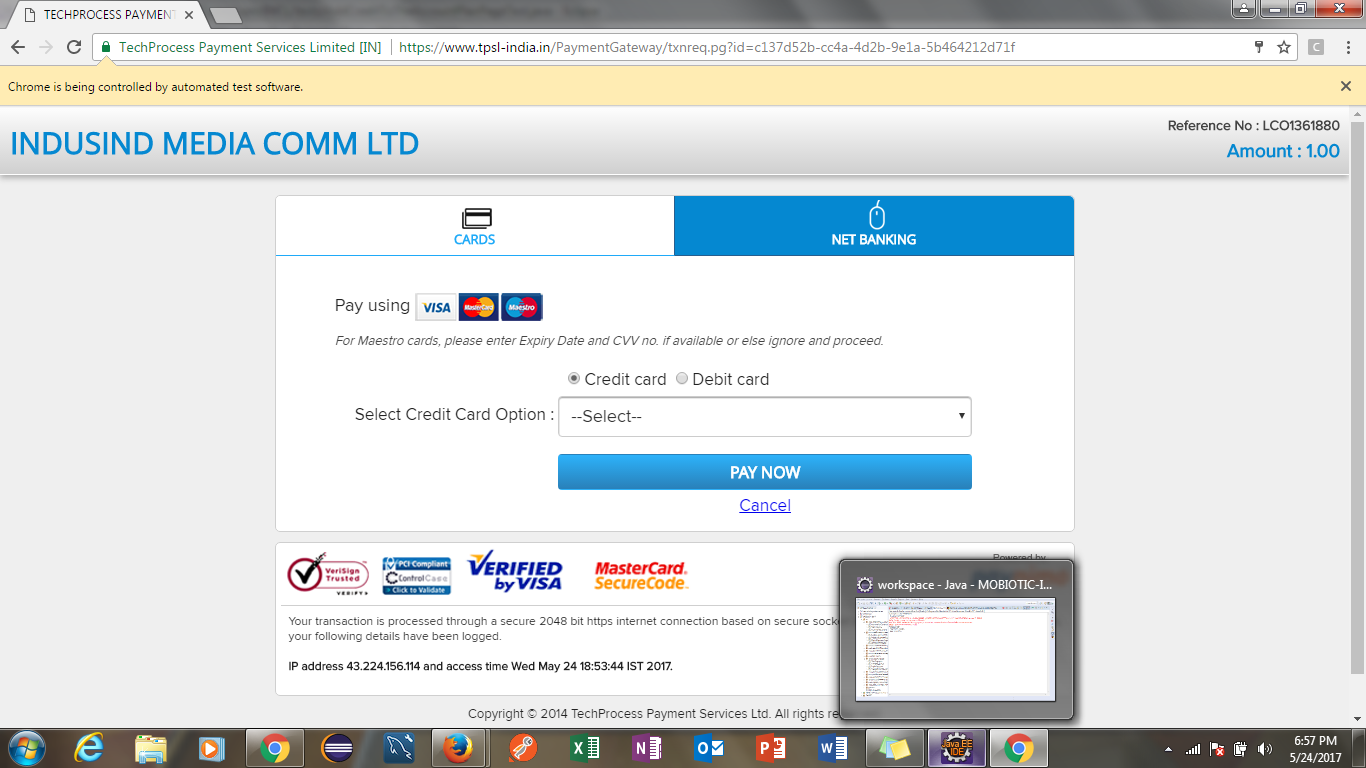 TECHPROCESS PAYMENT
TechProcess Payment Services Limited [IN]
https://www.tpsl-india.in/PaymentGateway/txnreq.pg?id=c137d52b-cc4a-4d2b-9e1a-5b464212d71f
Chrome is being controlled by automated test software.
INDUSIND MEDIA COMM LTD
Reference No : LCO1361880
Amount : 1.00
CARDS
NET BANKING
Pay using VISA MasterCard Maestro
For Maestro cards, please enter Expiry Date and CVV no. if available or else ignore and proceed.
Credit card Debit card
Select Credit Card Option : --Select--
PAY NOW
Cancel
VeriSign Trusted VERIFY
PCI Compliant ControlCase Click to Validate
VERIFIED by VISA
MasterCard. SecureCode.
Powered by
Your transaction is processed through a secure 2048 bit https internet connection based on secure socke
your following details have been logged.
IP address 43.224.156.114 and access time Wed May 24 18:53:44 IST 2017.
workspace - Java - MOBIOTIC-I...
Copyright © 2014 TechProcess Payment Services Ltd. All rights re
Java EE IDE
6:57 PM
5/24/2017